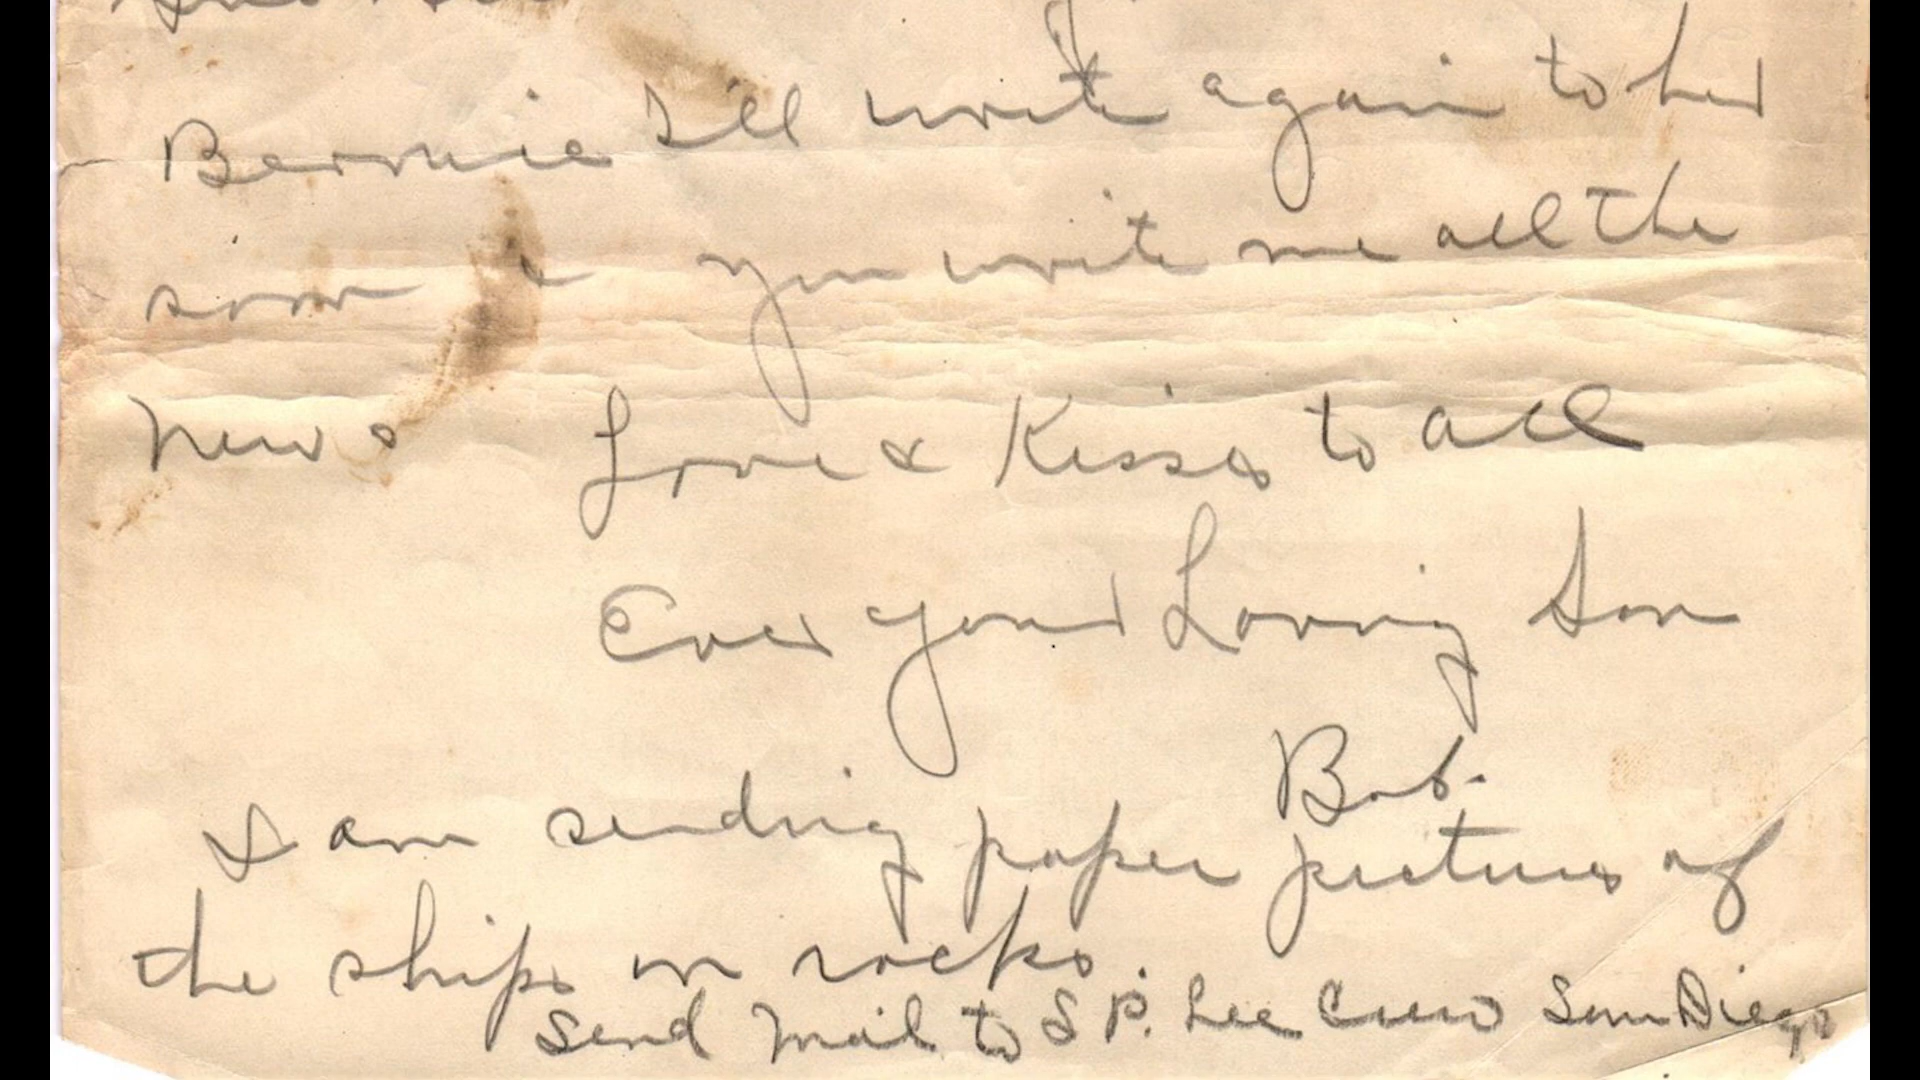 Bernnie I'll write again to her
soon & you write me all the
news Love & Kisses to all
Ever your Loving Son
Bob.
I am sending paper pictures of
the ships on rocks.
Send Mail to S.P. Lee Crew San Diego